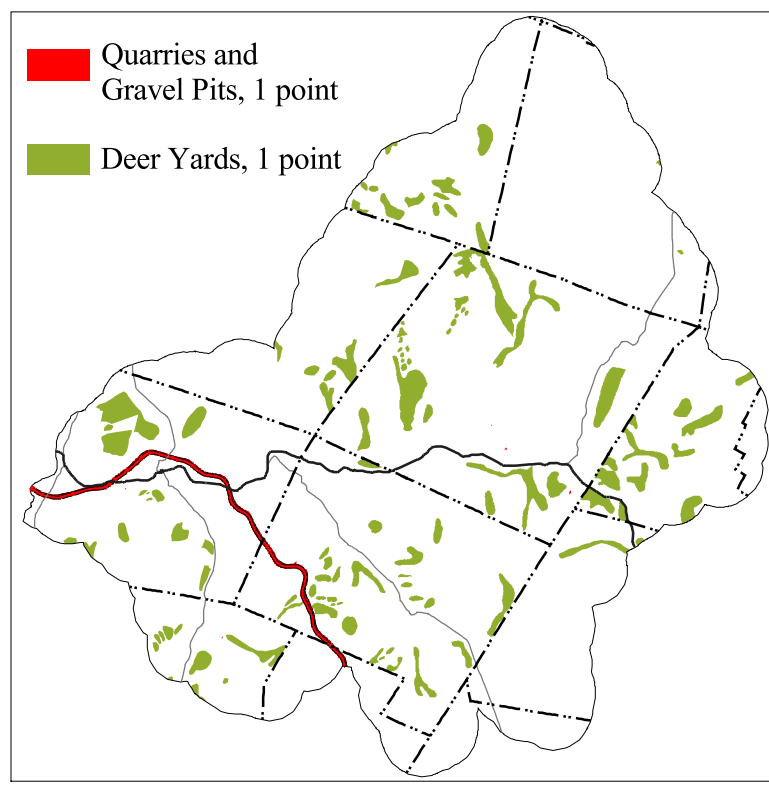 Quarries and
Gravel Pits, 1 point
Deer Yards, 1 point